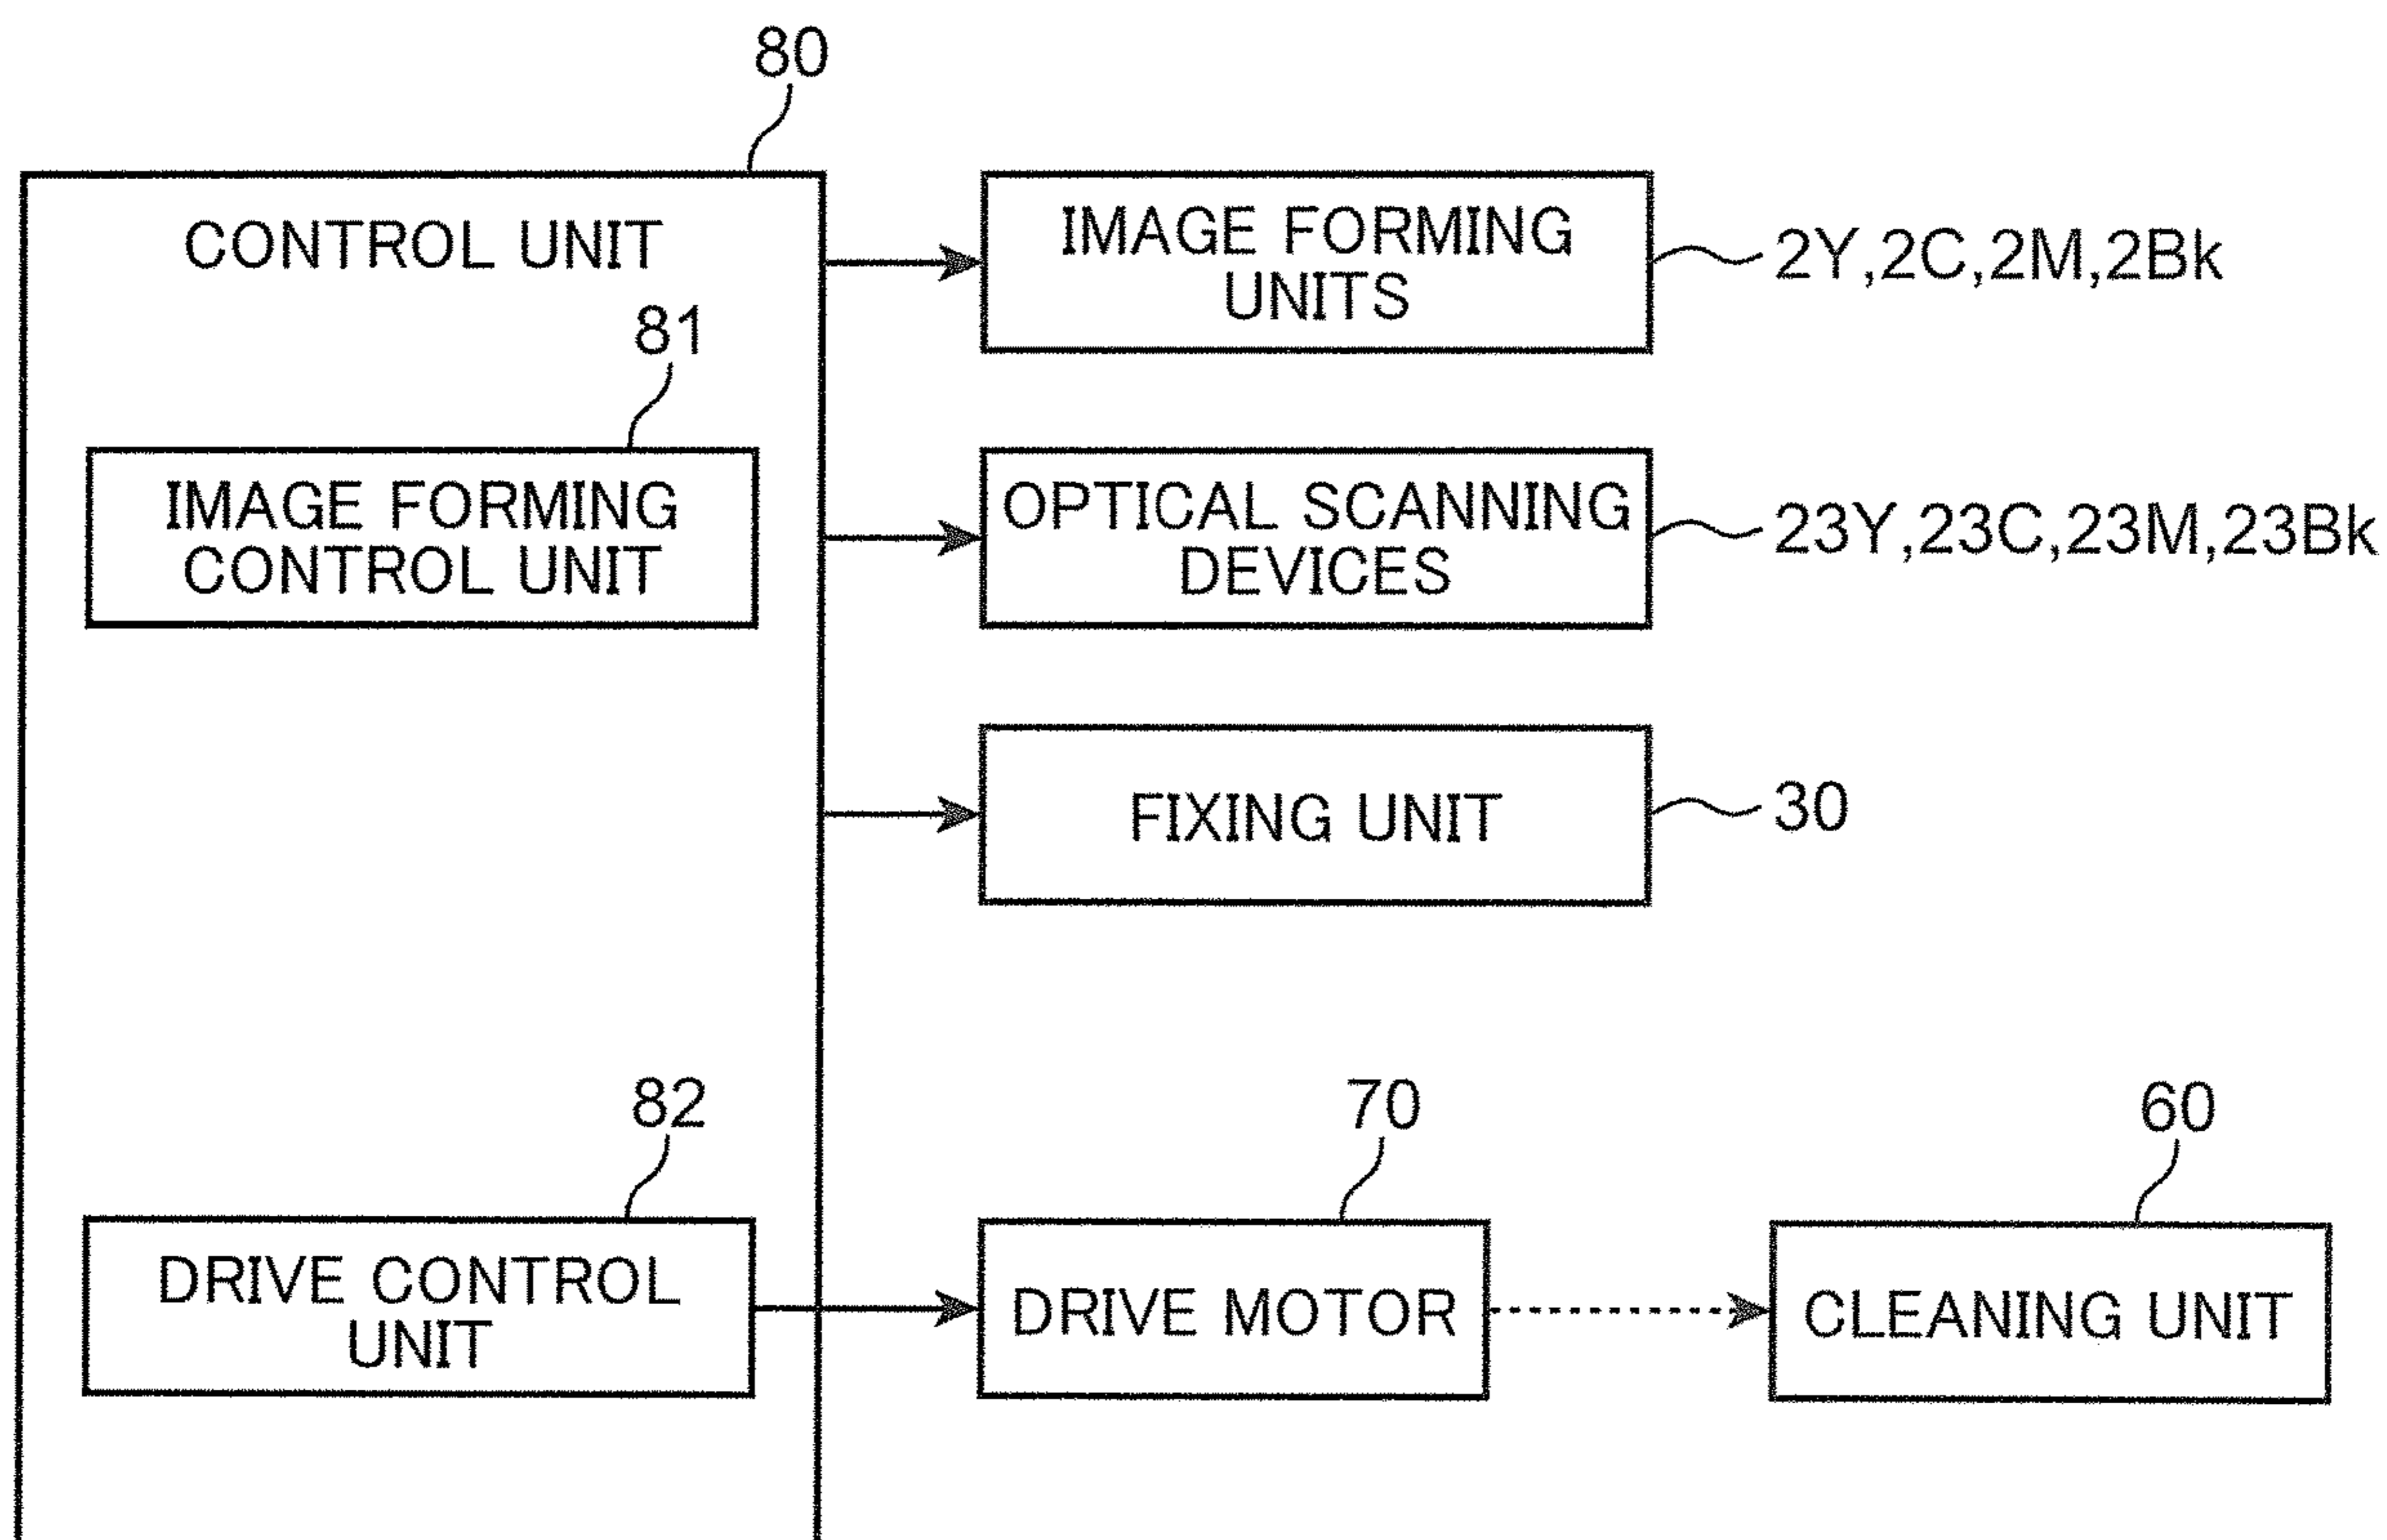 80
CONTROL UNIT
IMAGE FORMING
UNITS
2Y,2C,2M,2Bk
81
IMAGE FORMING
CONTROL UNIT
OPTICAL SCANNING
DEVICES
23Y,23C,23M,23Bk
FIXING UNIT
30
82
DRIVE CONTROL
UNIT
70
DRIVE MOTOR
60
CLEANING UNIT